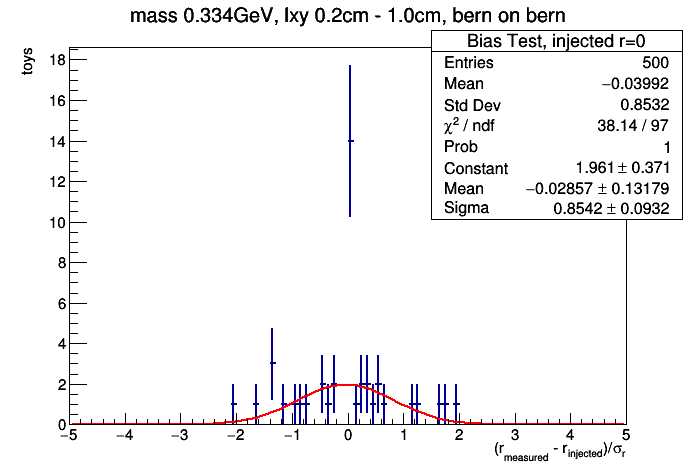 mass 0.334GeV, lxy 0.2cm - 1.0cm, bern on bern
Bias Test, injected r=0
Entries 500
Mean −0.03992
Std Dev 0.8532
χ² / ndf 38.14 / 97
Prob 1
Constant 1.961 ± 0.371
Mean −0.02857 ± 0.13179
Sigma 0.8542 ± 0.0932
toys
18
16
14
12
10
8
6
4
2
0
−5 −4 −3 −2 −1 0 1 2 3 4 5
(r_measured - r_injected)/σ_r